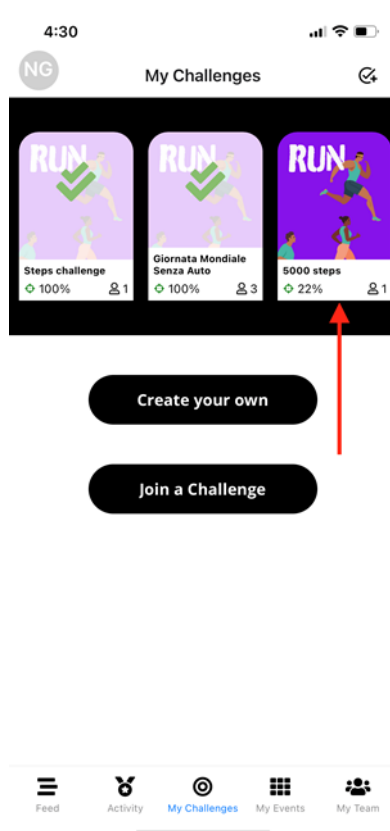 4:30
NG
My Challenges
RUN
RUN
RUN
Steps challenge
100%
1
Giornata Mondiale
Senza Auto
100%
3
5000 steps
22%
1
Create your own
Join a Challenge
Feed
Activity
My Challenges
My Events
My Team